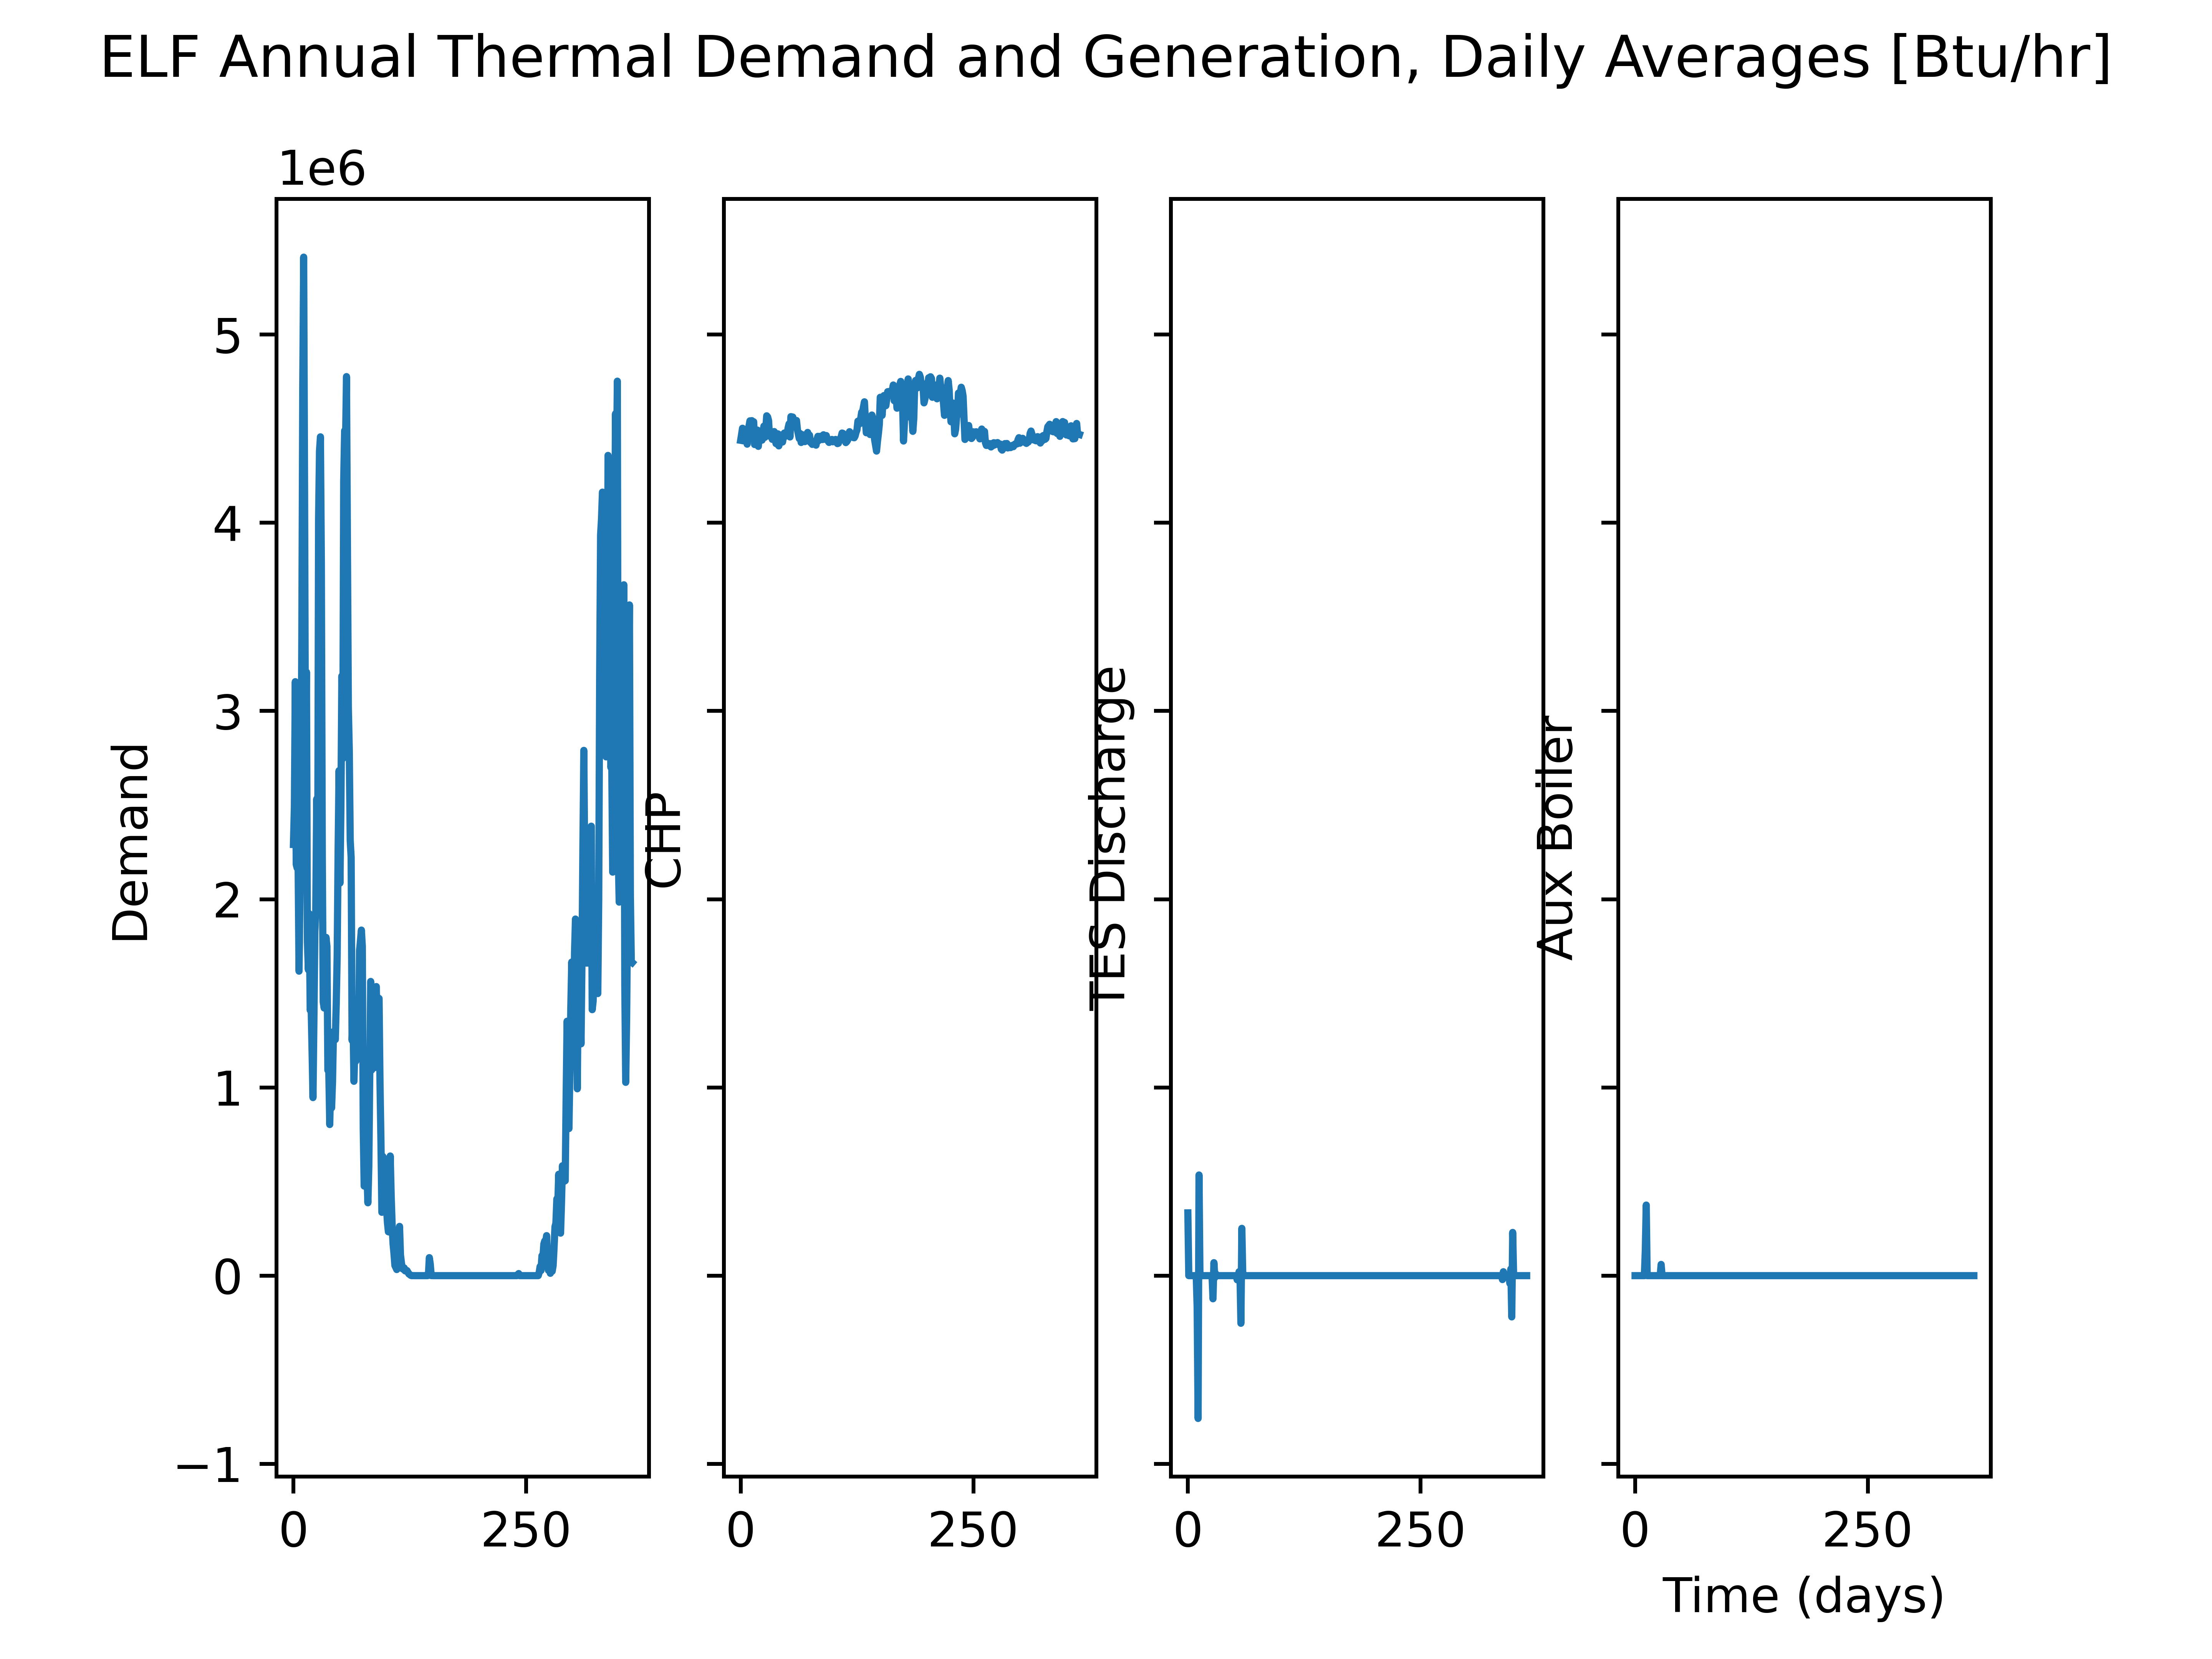 ELF Annual Thermal Demand and Generation, Daily Averages [Btu/hr]
1e6
Demand
5
4
3
2
1
0
−1
CHP
TES Discharge
Aux Boiler
0 250 0 250 0 250 0 250
Time (days)